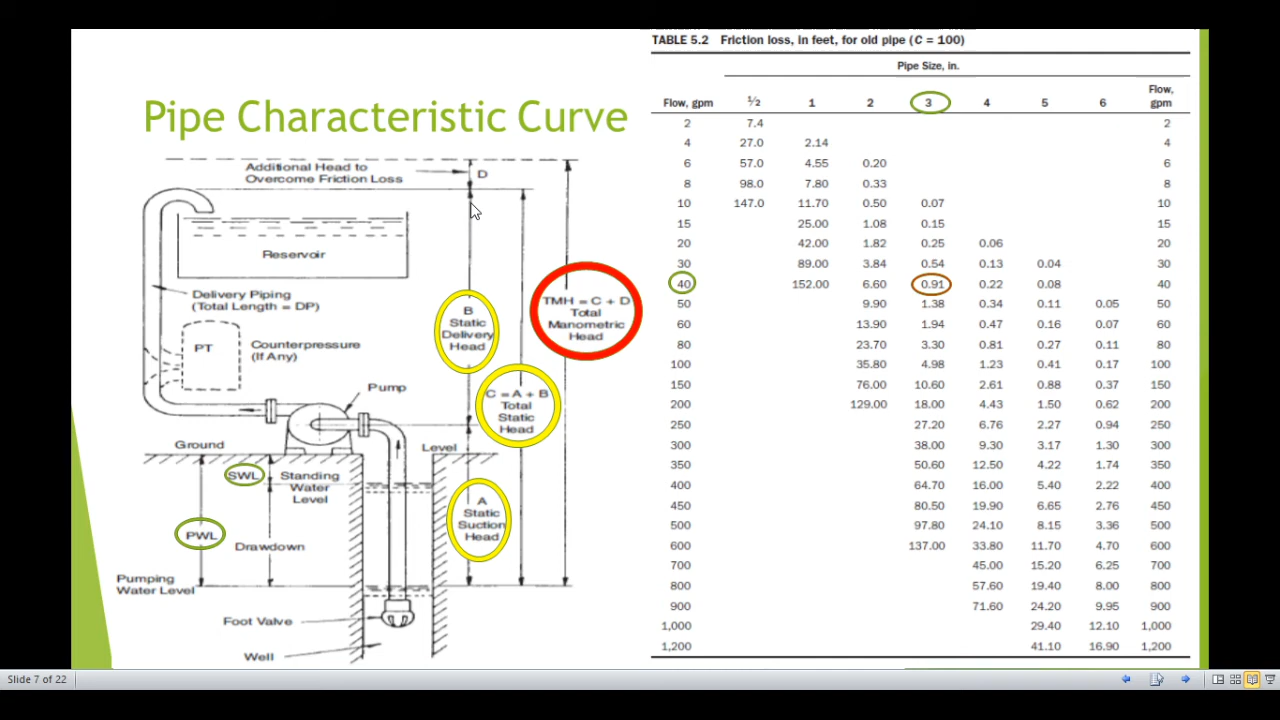 Pipe Characteristic Curve
Additional Head to
Overcome Friction Loss
D
Reservoir
Delivery Piping
(Total Length = DP)
PT
Counterpressure
(If Any)
Pump
B
Static
Delivery
Head
TMH = C + D
Total
Manometric
Head
C = A + B
Total
Static
Head
Ground
Level
SWL
Standing
Water
Level
A
Static
Suction
Head
PWL
Drawdown
Pumping
Water Level
Foot Valve
Well
TABLE 5.2 Friction loss, in feet, for old pipe (C = 100)
Pipe Size, in.
Flow, gpm 1/2 1 2 3 4 5 6 Flow, gpm
2 7.4 2
4 27.0 2.14 4
6 57.0 4.55 0.20 6
8 98.0 7.80 0.33 8
10 147.0 11.70 0.50 0.07 10
15 25.00 1.08 0.15 15
20 42.00 1.82 0.25 0.06 20
30 89.00 3.84 0.54 0.13 0.04 30
40 152.00 6.60 0.91 0.22 0.08 40
50 9.90 1.38 0.34 0.11 0.05 50
60 13.90 1.94 0.47 0.16 0.07 60
80 23.70 3.30 0.81 0.27 0.11 80
100 35.80 4.98 1.23 0.41 0.17 100
150 76.00 10.60 2.61 0.88 0.37 150
200 129.00 18.00 4.43 1.50 0.62 200
250 27.20 6.76 2.27 0.94 250
300 38.00 9.30 3.17 1.30 300
350 50.60 12.50 4.22 1.74 350
400 64.70 16.00 5.40 2.22 400
450 80.50 19.90 6.65 2.76 450
500 97.80 24.10 8.15 3.36 500
600 137.00 33.80 11.70 4.70 600
700 45.00 15.20 6.25 700
800 57.60 19.40 8.00 800
900 71.60 24.20 9.95 900
1,000 29.40 12.10 1,000
1,200 41.10 16.90 1,200
Slide 7 of 22